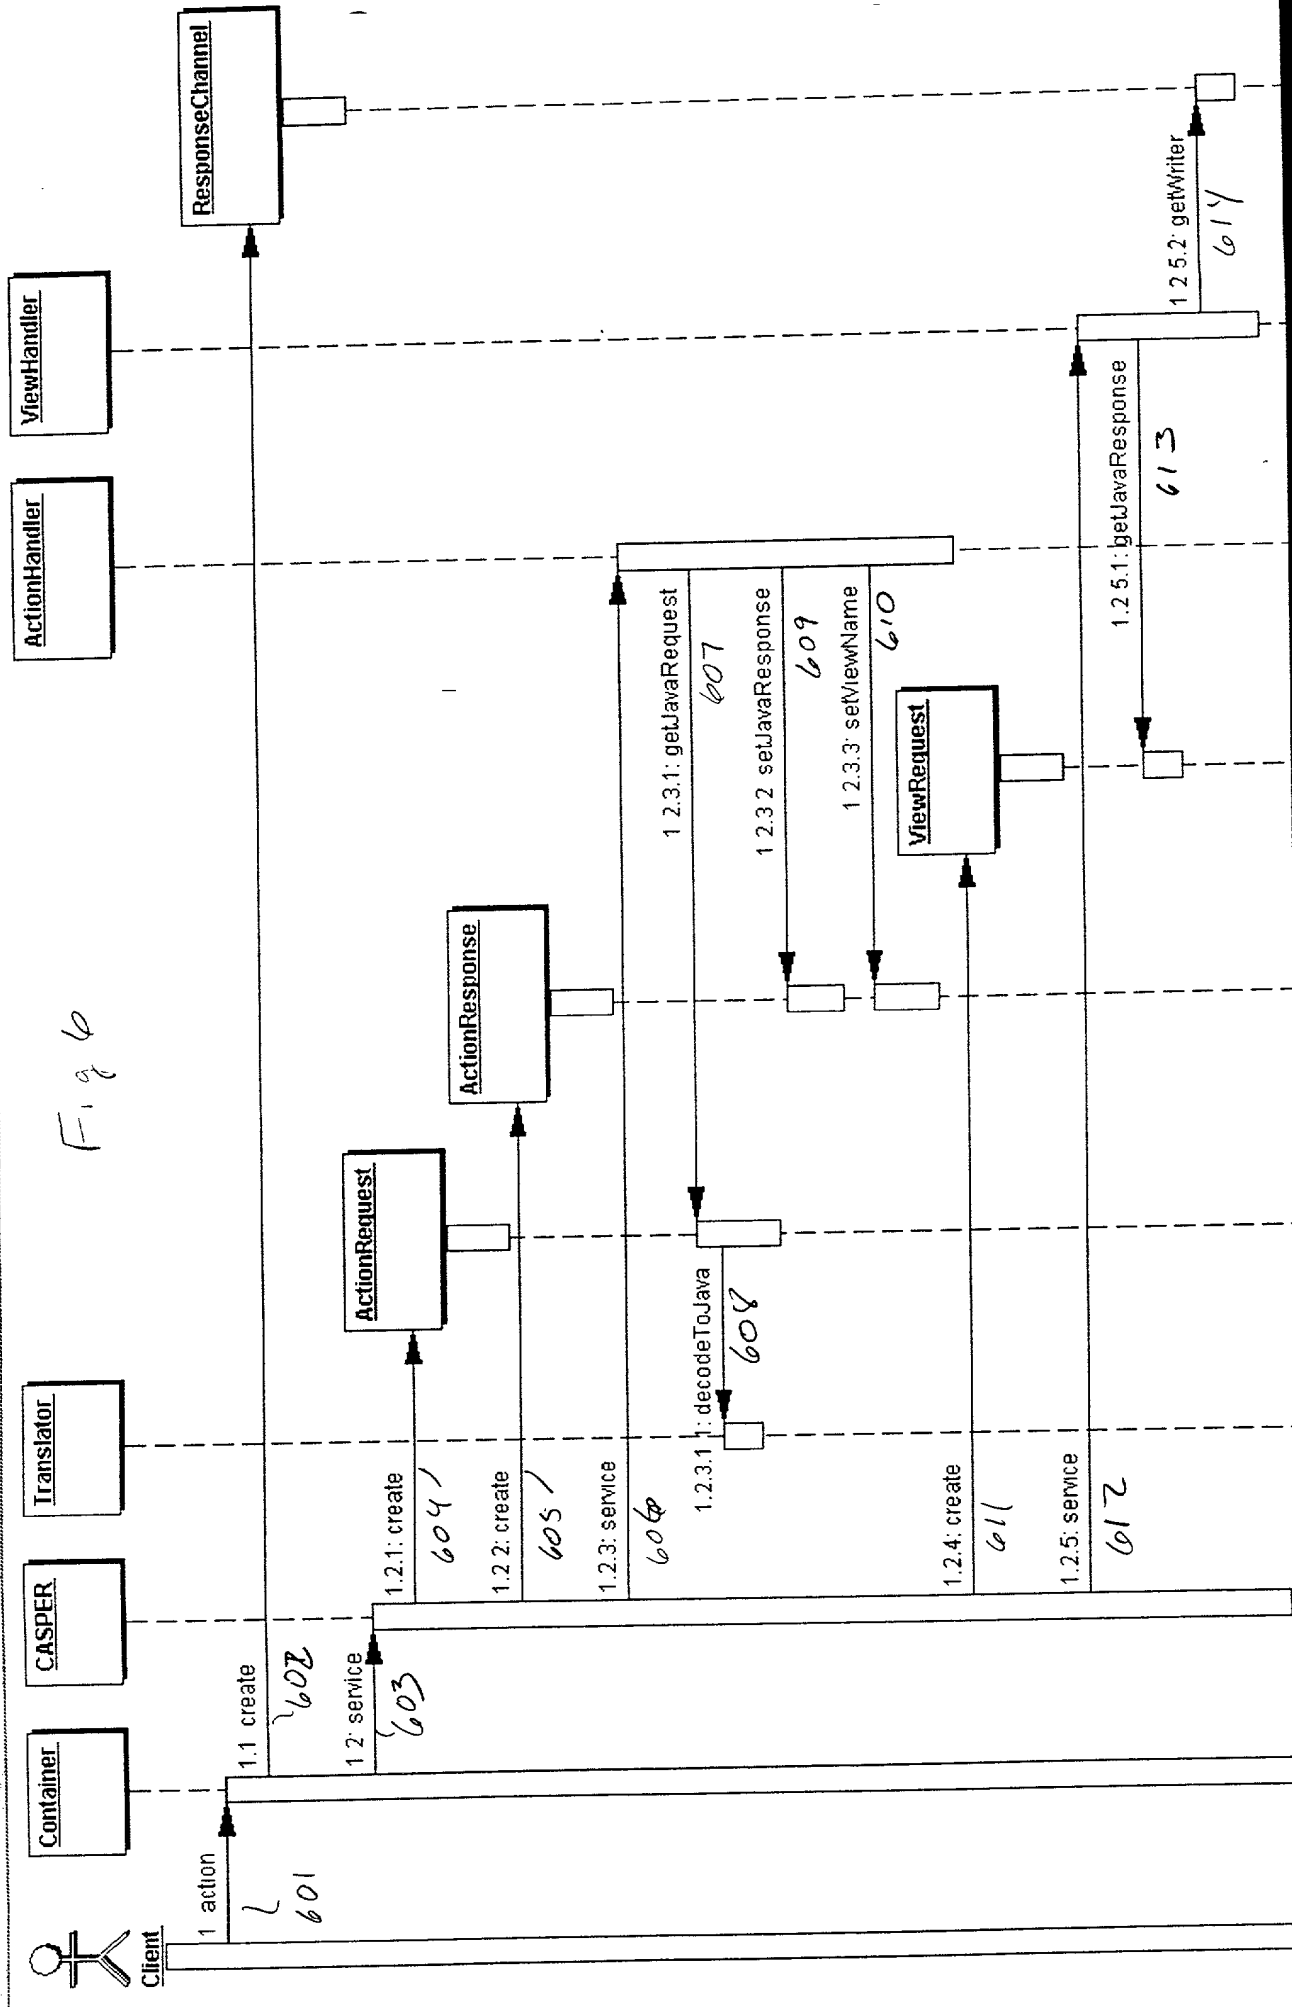 Fig 6
Client
Container
CASPER
Translator
ActionHandler
ViewHandler
ResponseChannel
1 action
601
1.1 create
602
1 2: service
603
ActionRequest
1.2.1: create
604
ActionResponse
1.2 2: create
605
1.2.3: service
606
1 2.3.1: getJavaRequest
607
1.2.3.1 1: decodeToJava
608
1 2.3 2 setJavaResponse
609
1 2.3.3: setViewName
610
ViewRequest
1.2.4: create
611
1.2.5: service
612
1.2 5.1: getJavaResponse
613
1 2 5.2: getWriter
614